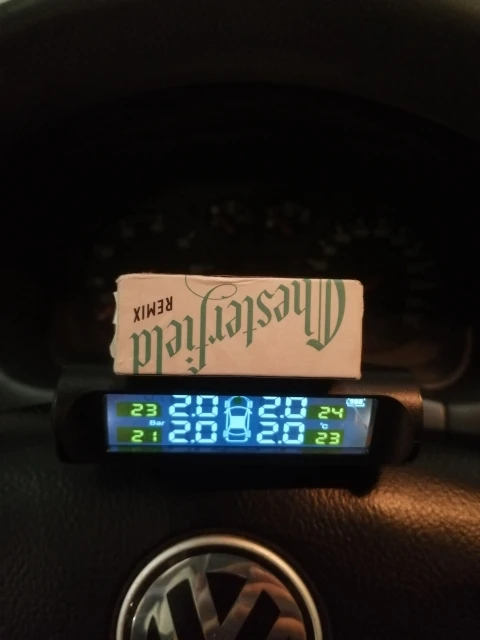 Chesterfield
REMIX
23 2.0 2.0 24
Bar °C
21 2.0 2.0 23